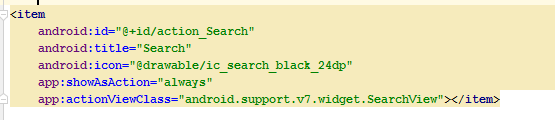 <item
android:id="@+id/action_Search"
android:title="Search"
android:icon="@drawable/ic_search_black_24dp"
app:showAsAction="always"
app:actionViewClass="android.support.v7.widget.SearchView"></item>